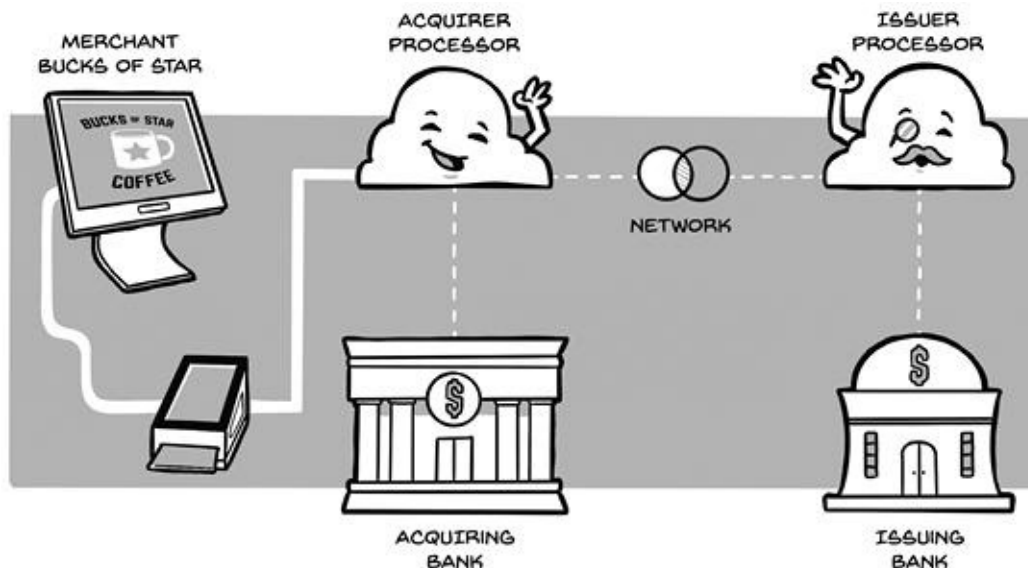 MERCHANT
BUCKS OF STAR
ACQUIRER
PROCESSOR
ISSUER
PROCESSOR
BUCKS OF STAR
COFFEE
NETWORK
$
$
ACQUIRING
BANK
ISSUING
BANK